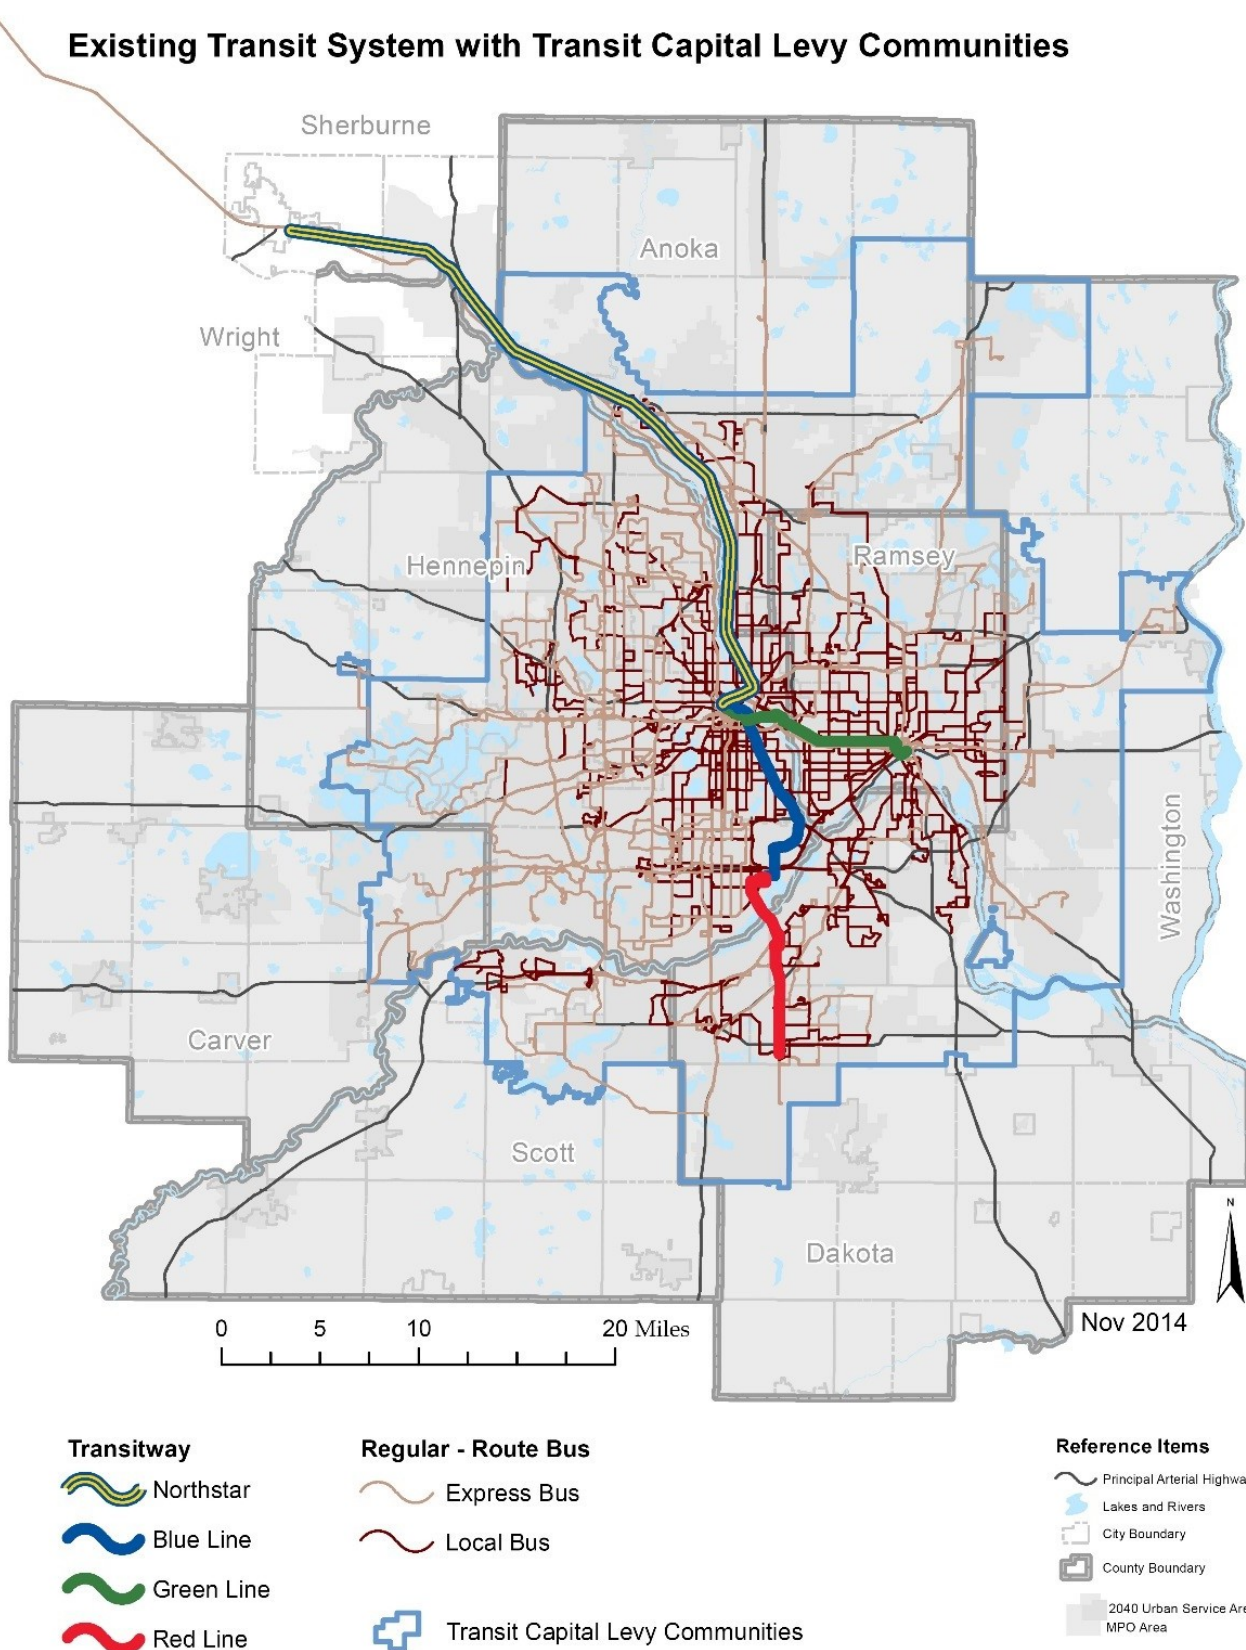 Existing Transit System with Transit Capital Levy Communities
Sherburne
Anoka
Wright
Hennepin
Ramsey
Washington
Carver
Scott
Dakota
N
0 5 10 20 Miles
Nov 2014
Transitway
Northstar
Blue Line
Green Line
Red Line
Regular - Route Bus
Express Bus
Local Bus
Transit Capital Levy Communities
Reference Items
Principal Arterial Highwa
Lakes and Rivers
City Boundary
County Boundary
2040 Urban Service Are
MPO Area